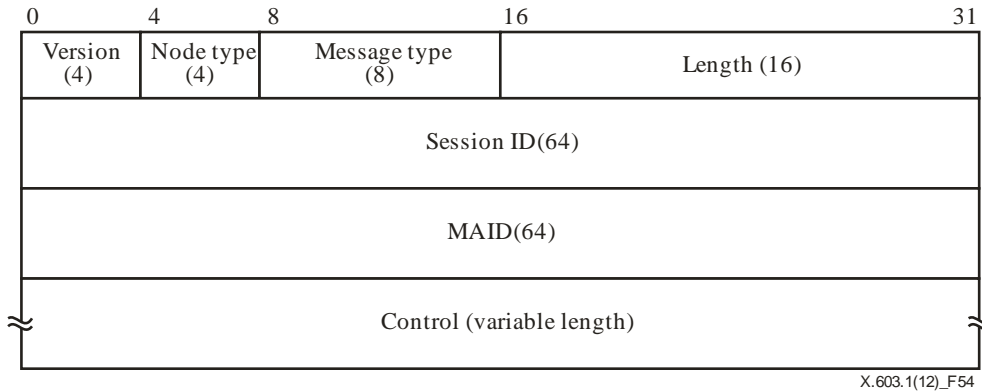 0 4 8 16 31
Version Node type Message type Length (16)
(4) (4) (8)
Session ID(64)
MAID(64)
Control (variable length)
X.603.1(12)_F54